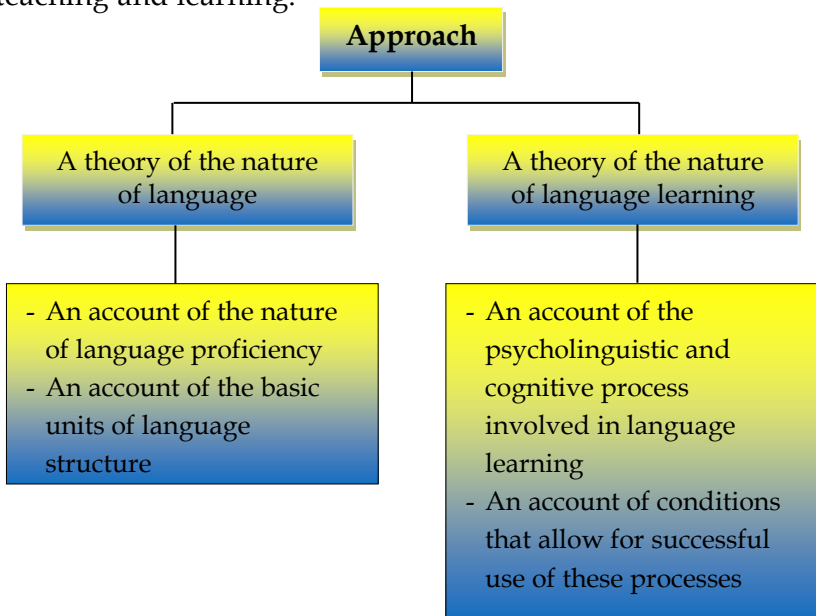 teaching and learning.
Approach
A theory of the nature
of language
A theory of the nature
of language learning
- An account of the nature
of language proficiency
- An account of the basic
units of language
structure
- An account of the
psycholinguistic and
cognitive process
involved in language
learning
- An account of conditions
that allow for successful
use of these processes